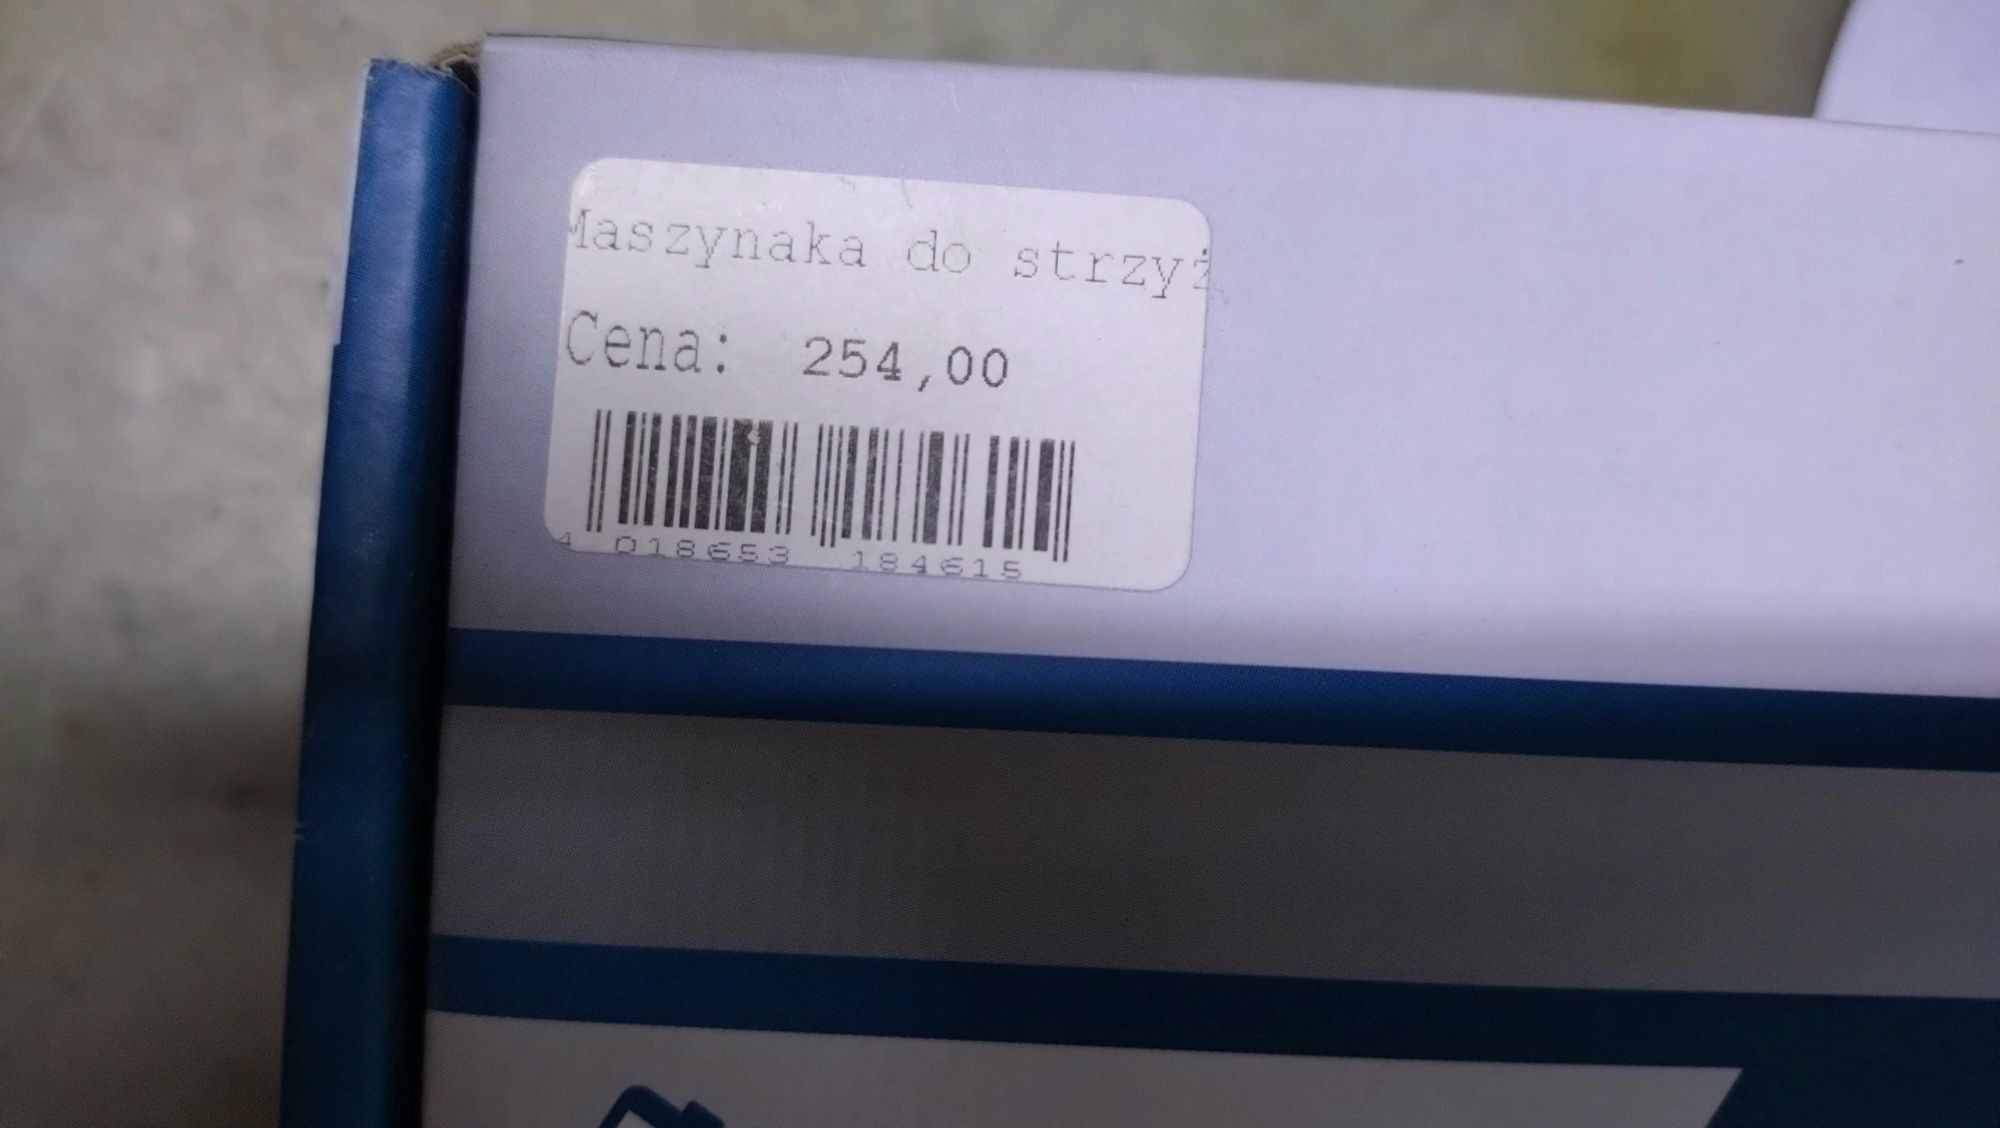 Maszynaka do strzyż
Cena: 254,00
4 018653 184615